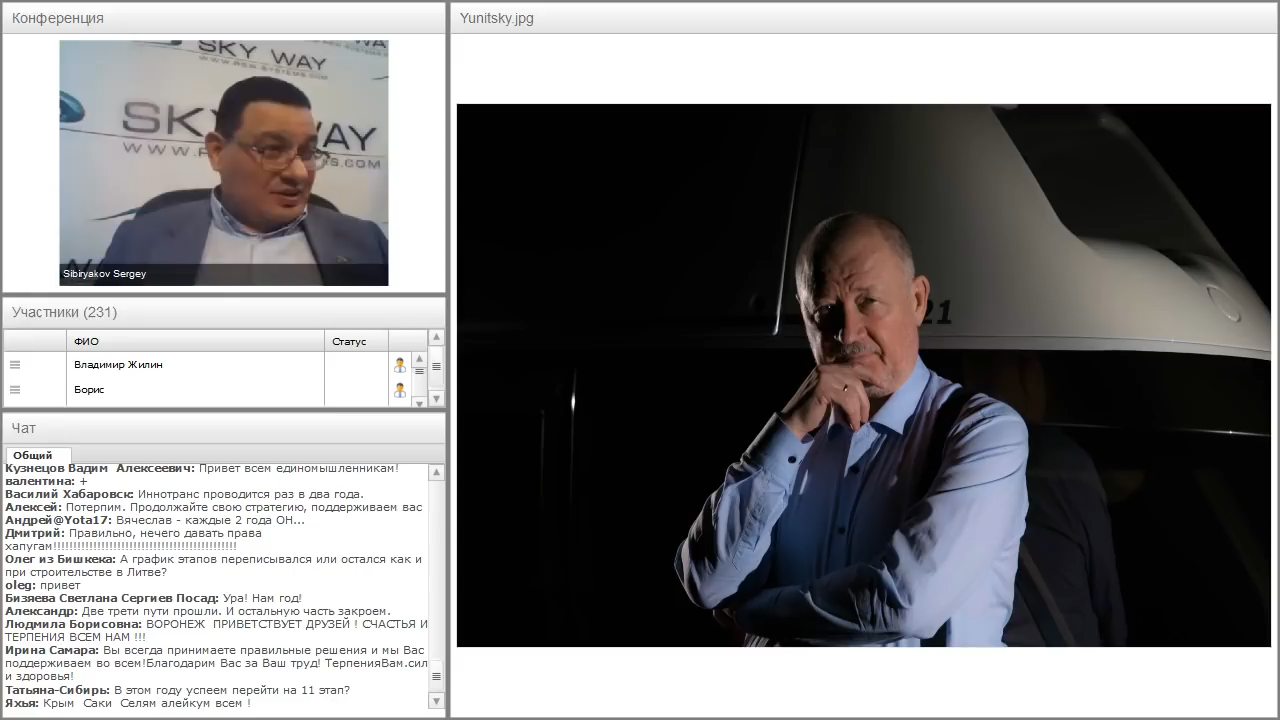 Конференция
Yunitsky.jpg
SKY WAY
SKY WAY
Sibiryakov Sergey
21
Участники (231)
ФИО Статус
Владимир Жилин
Борис
Чат
Общий
Кузнецов Вадим Алексеевич: Привет всем единомышленникам!
валентина: +
Василий Хабаровск: Иннотранс проводится раз в два года.
Алексей: Потерпим. Продолжайте свою стратегию, поддерживаем вас
Андрей@Yota17: Вячеслав - каждые 2 года ОН...
Дмитрий: Правильно, нечего давать права
хапугам!!!!!!!!!!!!!!!!!!!!!!!!!!!!!!!!!!!!!!!!!!!!!!
Олег из Бишкека: А график этапов переписывался или остался как и
при строительстве в Литве?
oleg: привет
Бизяева Светлана Сергиев Посад: Ура! Нам год!
Александр: Две трети пути прошли. И остальную часть закроем.
Людмила Борисовна: ВОРОНЕЖ ПРИВЕТСТВУЕТ ДРУЗЕЙ ! СЧАСТЬЯ И
ТЕРПЕНИЯ ВСЕМ НАМ !!!
Ирина Самара: Вы всегда принимаете правильные решения и мы Вас
поддерживаем во всем!Благодарим Вас за Ваш труд! ТерпенияВам.сил
и здоровья!
Татьяна-Сибирь: В этом году успеем перейти на 11 этап?
Яхья: Крым Саки Селям алейкум всем !